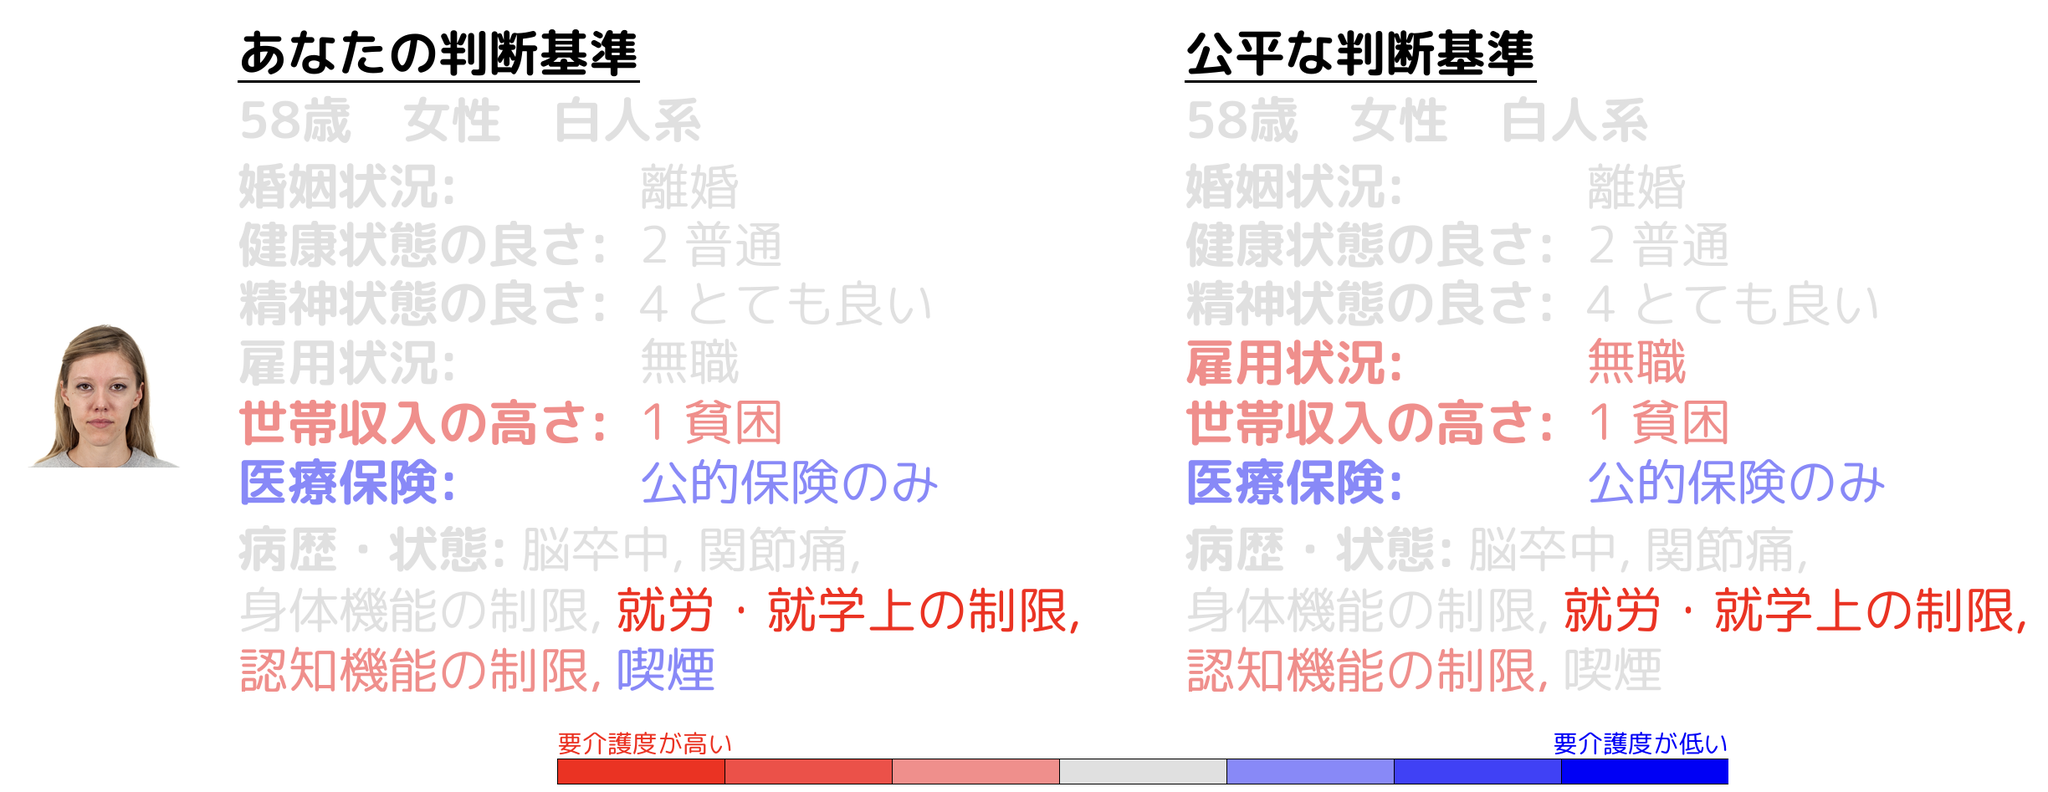 あなたの判断基準
58歳　女性　白人系
婚姻状況: 離婚
健康状態の良さ: 2 普通
精神状態の良さ: 4 とても良い
雇用状況: 無職
世帯収入の高さ: 1 貧困
医療保険: 公的保険のみ
病歴・状態: 脳卒中, 関節痛,
身体機能の制限, 就労・就学上の制限,
認知機能の制限, 喫煙
公平な判断基準
58歳　女性　白人系
婚姻状況: 離婚
健康状態の良さ: 2 普通
精神状態の良さ: 4 とても良い
雇用状況: 無職
世帯収入の高さ: 1 貧困
医療保険: 公的保険のみ
病歴・状態: 脳卒中, 関節痛,
身体機能の制限, 就労・就学上の制限,
認知機能の制限, 喫煙
要介護度が高い
要介護度が低い